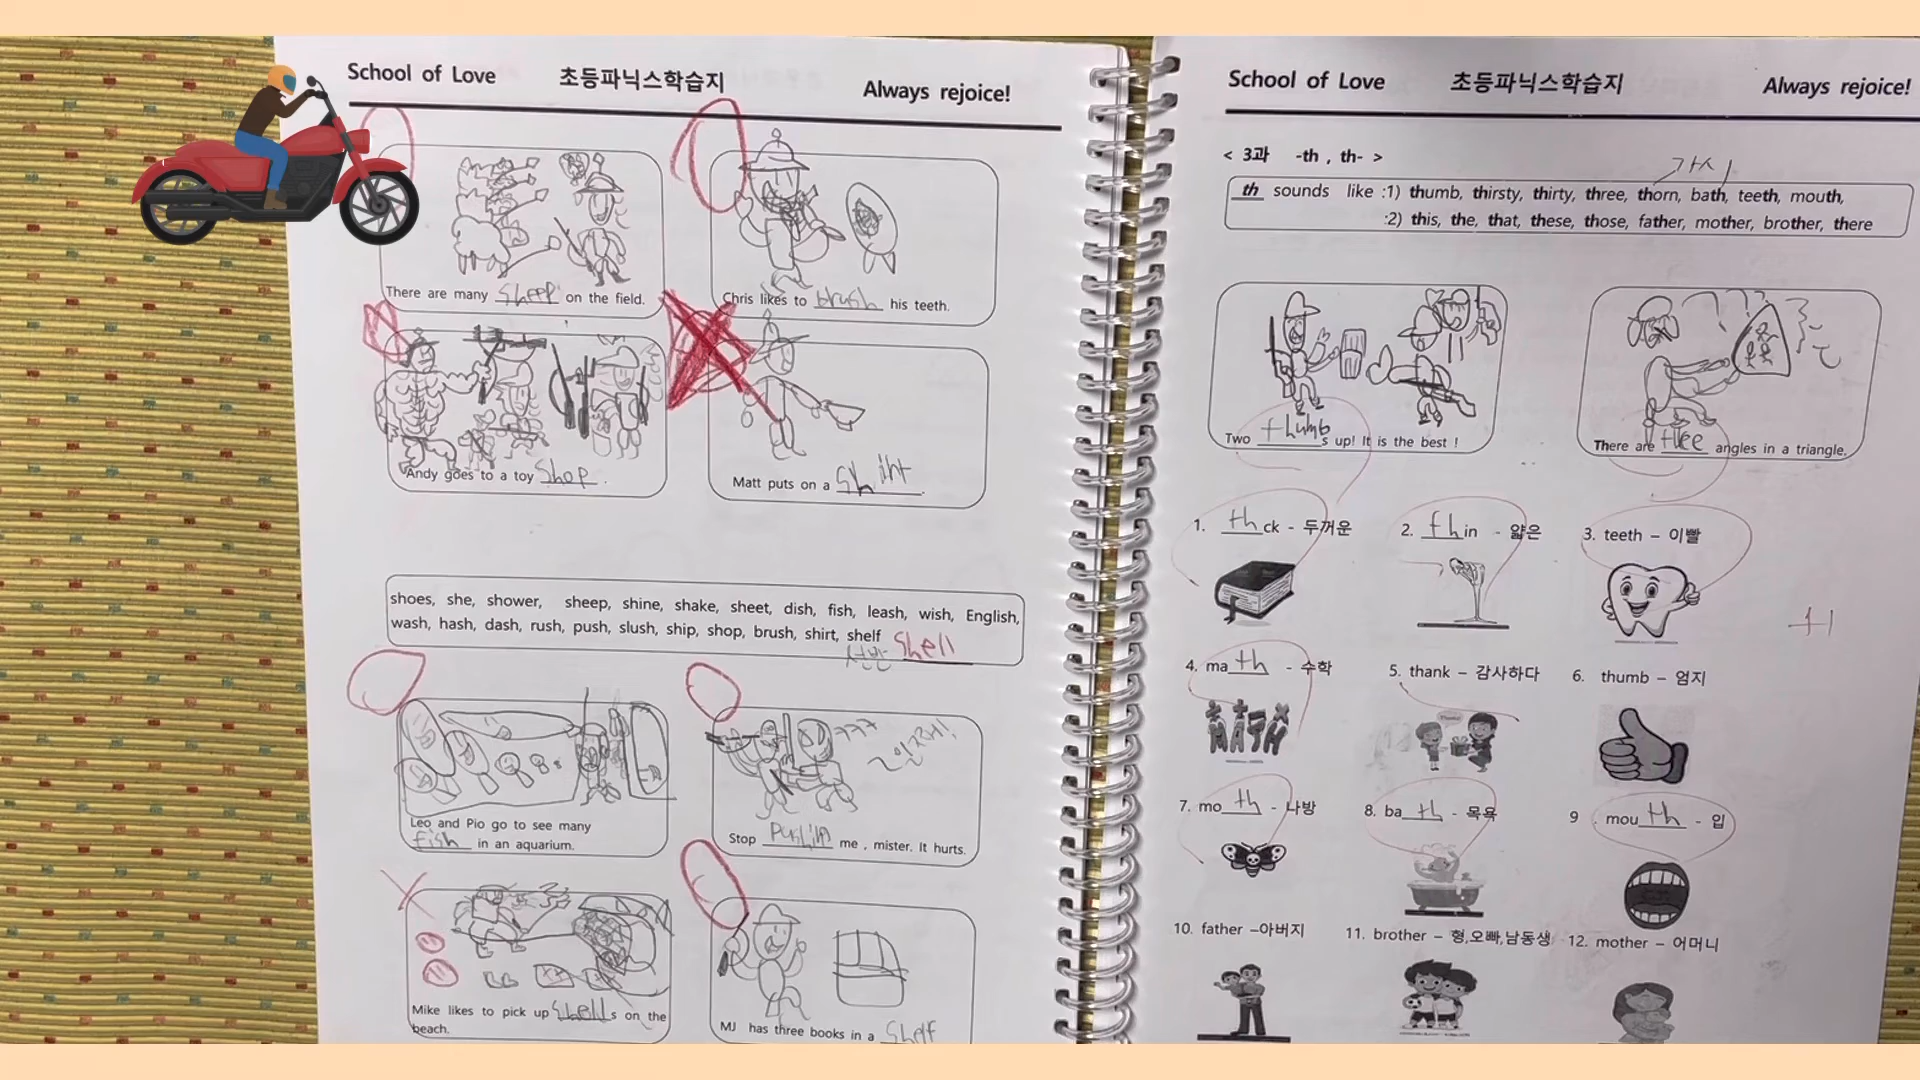 School of Love 초등파닉스학습지 Always rejoice!
There are many sheep on the field.
Chris likes to brush his teeth.
Andy goes to a toy shop.
Matt puts on a shirt.
shoes, she, shower, sheep, shine, shake, sheet, dish, fish, leash, wish, English,
wash, hash, dash, rush, push, slush, ship, shop, brush, shirt, shelf shell
선반
Leo and Pio go to see many
fish in an aquarium.
ㅋㅋㅋ
Stop me, mister. It hurts.
Mike likes to pick up shells on the
beach.
MJ has three books in a shelf
School of Love 초등파닉스학습지 Always rejoice!
< 3과 -th , th- >
가시
th sounds like :1) thumb, thirsty, thirty, three, thorn, bath, teeth, mouth,
:2) this, the, that, these, those, father, mother, brother, there
Two thumbs up! It is the best !
There are angles in a triangle.
1. thck - 두꺼운
2. thin - 얇은
3. teeth – 이빨
4. math - 수학
MATH
5. thank – 감사하다
6. thumb – 엄지
7. moth - 나방
8. bath - 목욕
9 . mouth - 입
10. father –아버지
11. brother – 형,오빠,남동생
12. mother – 어머니